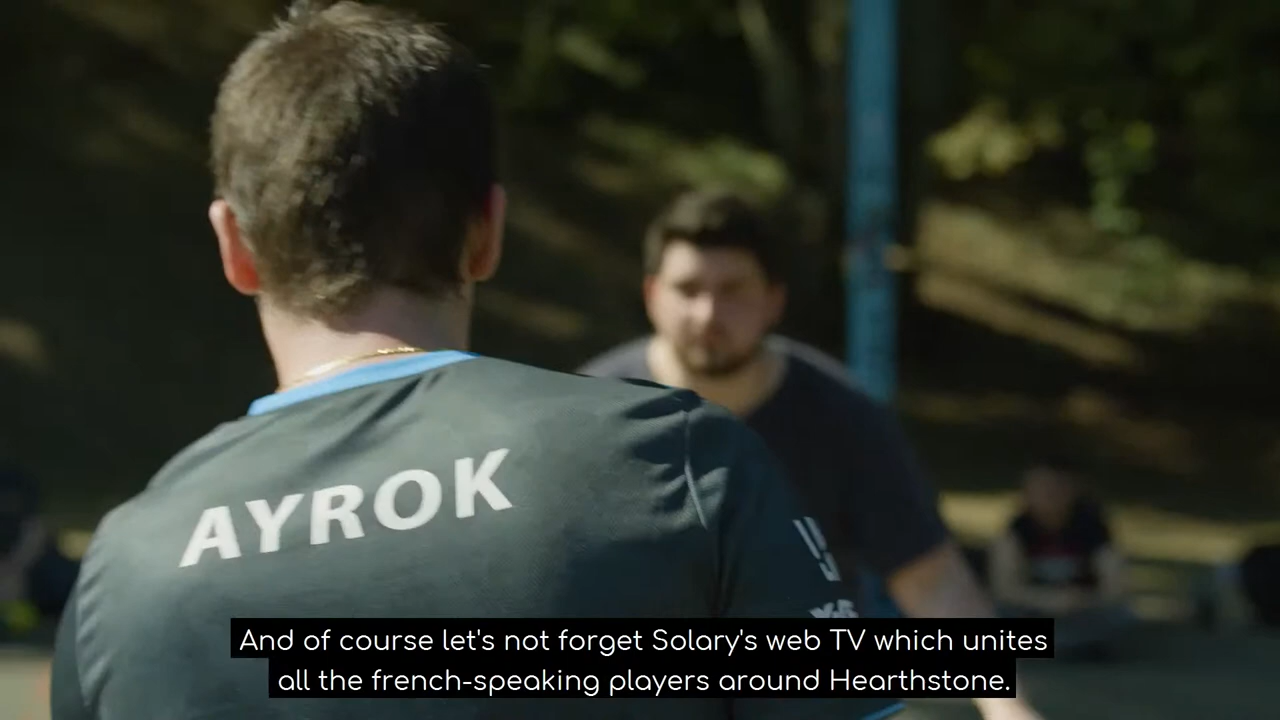 AYROK
And of course let's not forget Solary's web TV which unites
all the french-speaking players around Hearthstone.